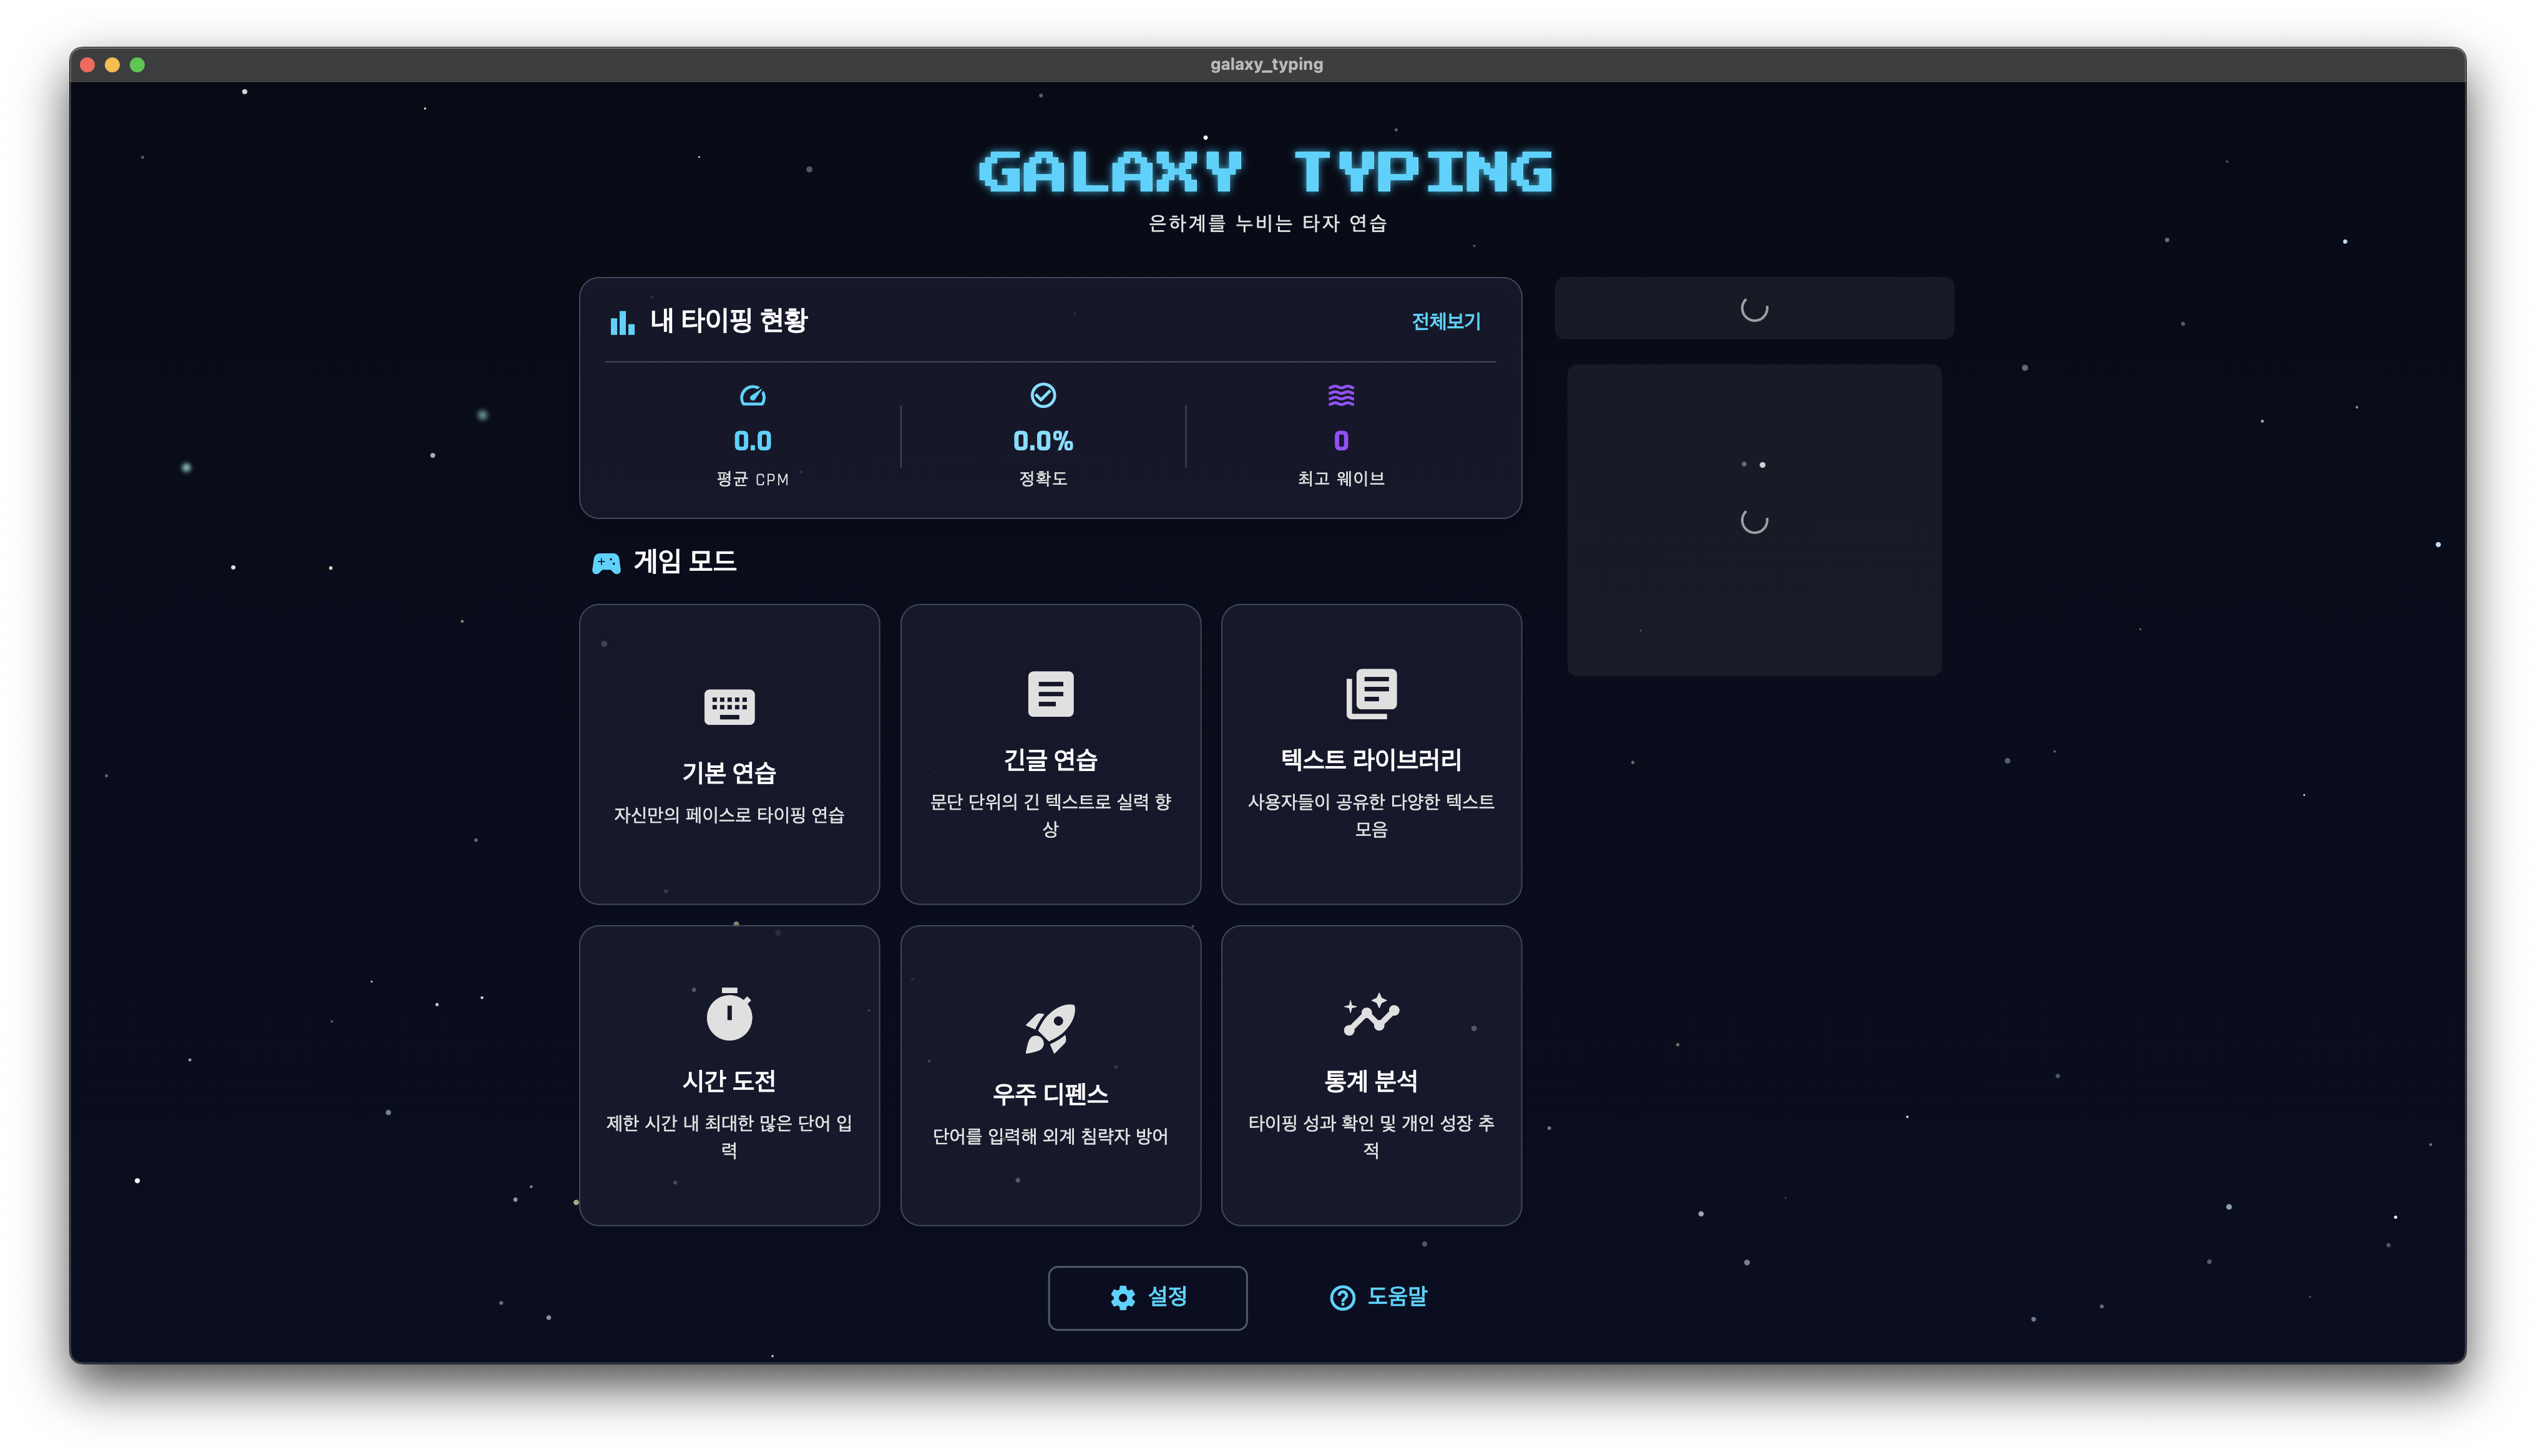 galaxy_typing
GALAXY TYPING
은하계를 누비는 타자 연습
내 타이핑 현황
전체보기
0.0
평균 CPM
0.0%
정확도
0
최고 웨이브
게임 모드
기본 연습
자신만의 페이스로 타이핑 연습
긴글 연습
문단 단위의 긴 텍스트로 실력 향
상
텍스트 라이브러리
사용자들이 공유한 다양한 텍스트
모음
시간 도전
제한 시간 내 최대한 많은 단어 입
력
우주 디펜스
단어를 입력해 외계 침략자 방어
통계 분석
타이핑 성과 확인 및 개인 성장 추
적
설정
도움말